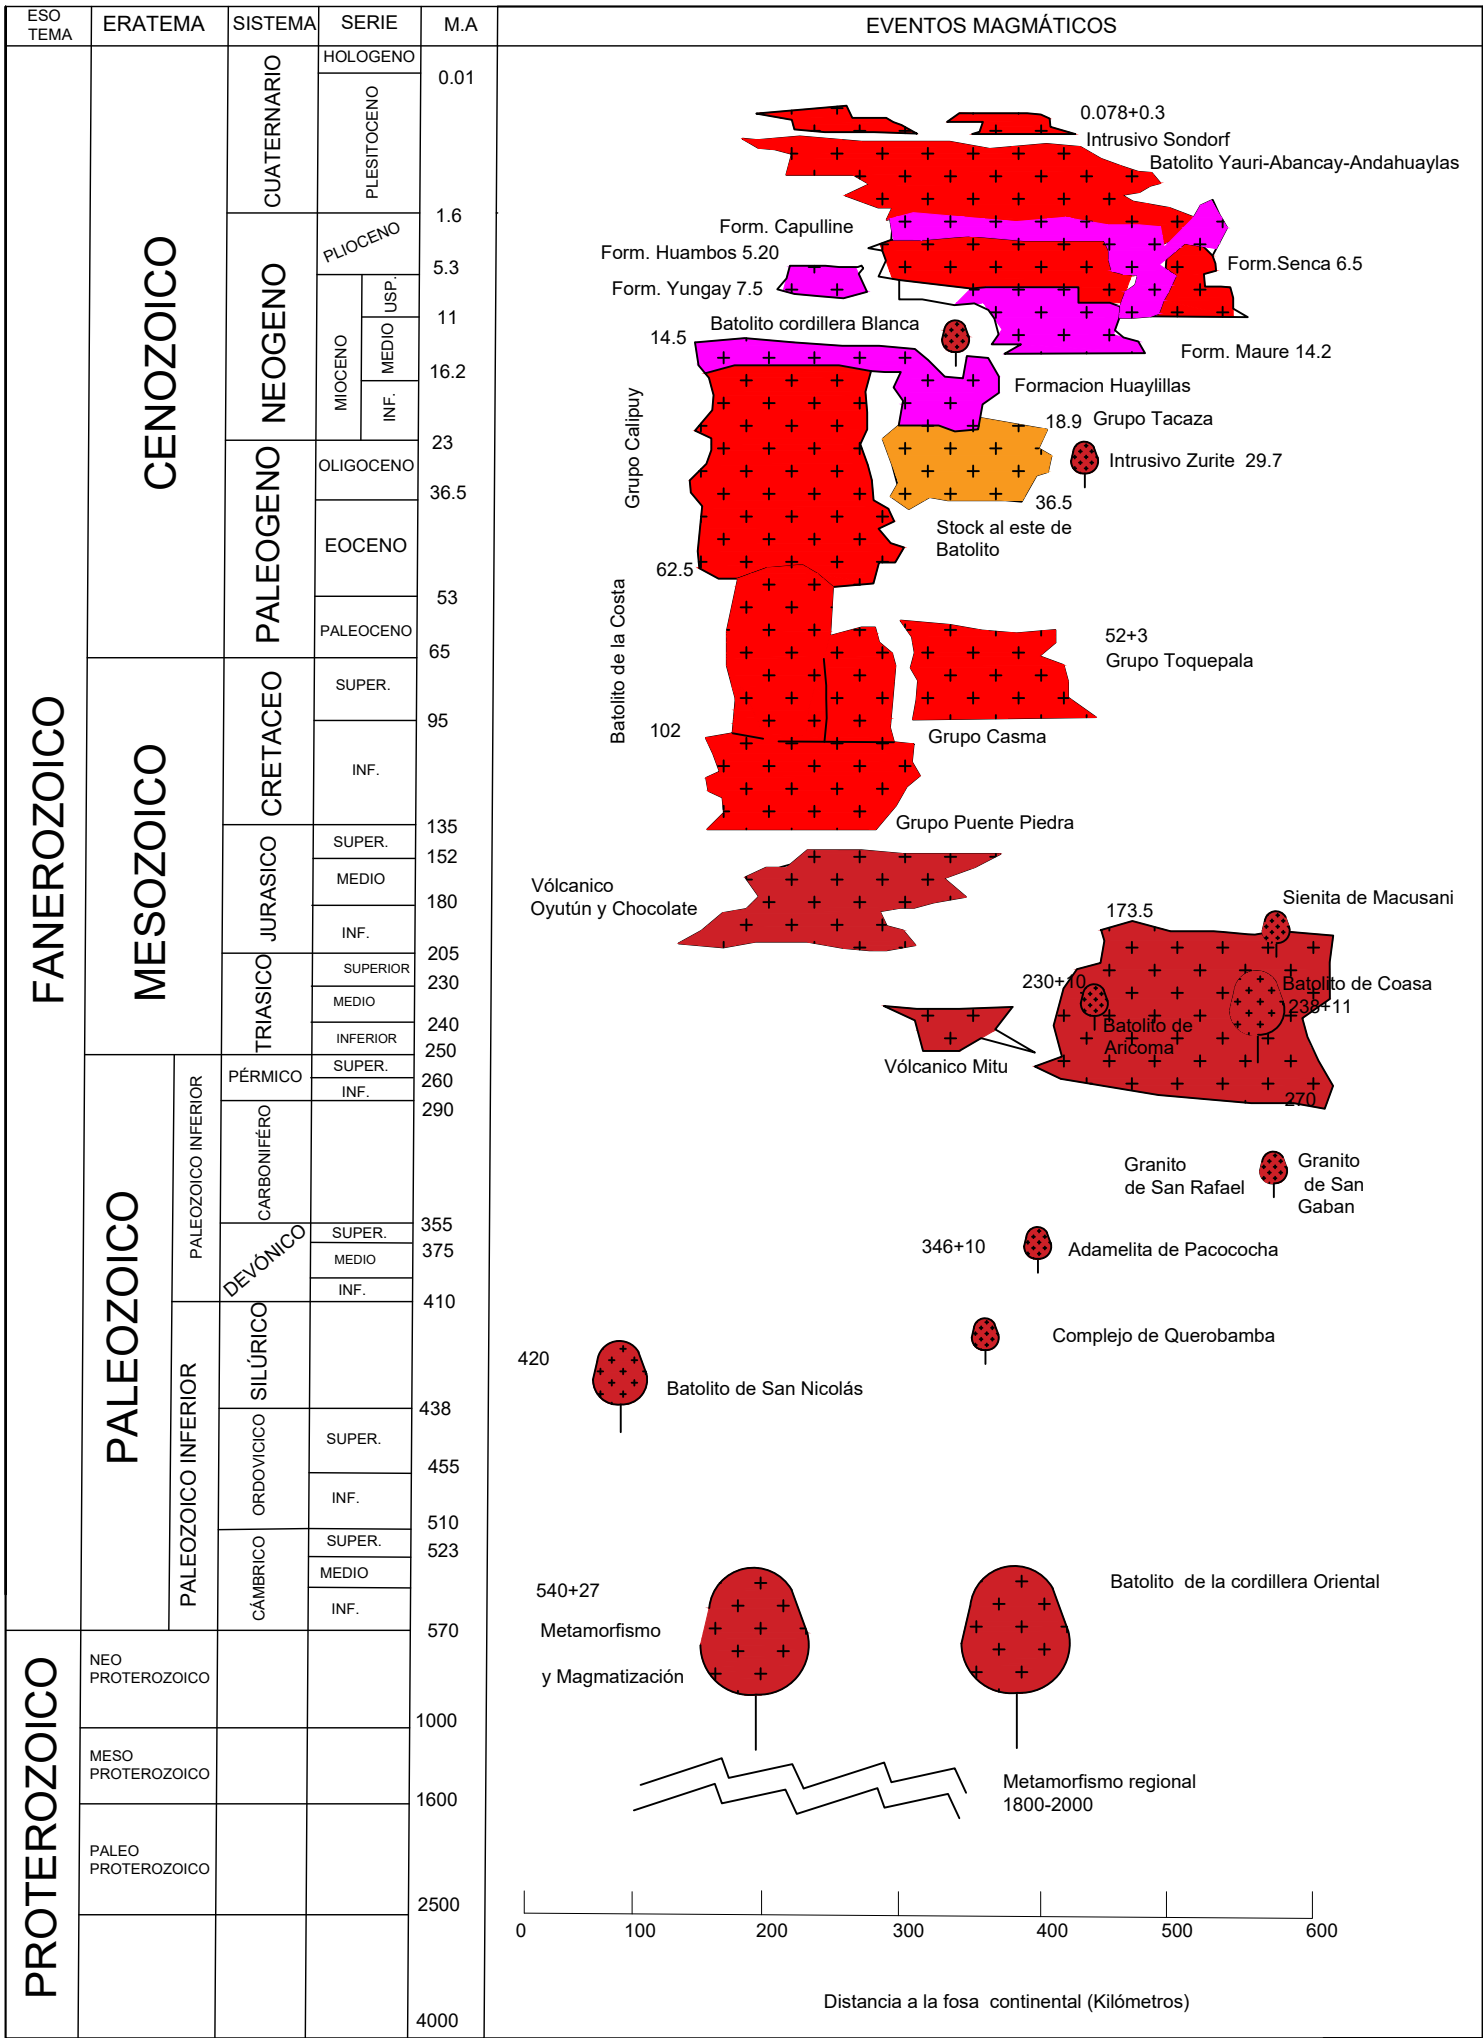 ESO
TEMA
ERATEMA
SISTEMA
SERIE
M.A
EVENTOS MAGMÁTICOS
FANEROZOICO
CENOZOICO
CUATERNARIO
HOLOGENO
0.01
PLESITOCENO
1.6
NEOGENO
PLIOCENO
5.3
MIOCENO
USP.
11
MEDIO
16.2
INF.
23
PALEOGENO
OLIGOCENO
36.5
EOCENO
53
PALEOCENO
65
MESOZOICO
CRETACEO
SUPER.
95
INF.
135
JURASICO
SUPER.
152
MEDIO
180
INF.
205
TRIASICO
SUPERIOR
230
MEDIO
240
INFERIOR
250
PALEOZOICO
PALEOZOICO INFERIOR
PÉRMICO
SUPER.
260
INF.
290
CARBONIFÉRO
355
DEVÓNICO
SUPER.
375
MEDIO
INF.
410
PALEOZOICO INFERIOR
SILÚRICO
438
ORDOVICICO
SUPER.
455
INF.
510
CÁMBRICO
SUPER.
523
MEDIO
INF.
570
PROTEROZOICO
NEO
PROTEROZOICO
1000
MESO
PROTEROZOICO
1600
PALEO
PROTEROZOICO
2500
4000
0.078+0.3
Intrusivo Sondorf
Batolito Yauri-Abancay-Andahuaylas
Form. Capulline
Form. Huambos 5.20
Form.Senca 6.5
Form. Yungay 7.5
Batolito cordillera Blanca
14.5
Form. Maure 14.2
Formacion Huaylillas
Grupo Calipuy
18.9
Grupo Tacaza
Intrusivo Zurite 29.7
36.5
Stock al este de
Batolito
62.5
Batolito de la Costa
52+3
Grupo Toquepala
102
Grupo Casma
Grupo Puente Piedra
Vólcanico
Oyutún y Chocolate
Sienita de Macusani
173.5
230+10
Batolito de Coasa
238+11
Batolito de
Aricoma
Vólcanico Mitu
270
Granito
de San Rafael
Granito
de San
Gaban
346+10
Adamelita de Pacococha
Complejo de Querobamba
420
Batolito de San Nicolás
540+27
Metamorfismo
y Magmatización
Batolito de la cordillera Oriental
Metamorfismo regional
1800-2000
0
100
200
300
400
500
600
Distancia a la fosa continental (Kilómetros)